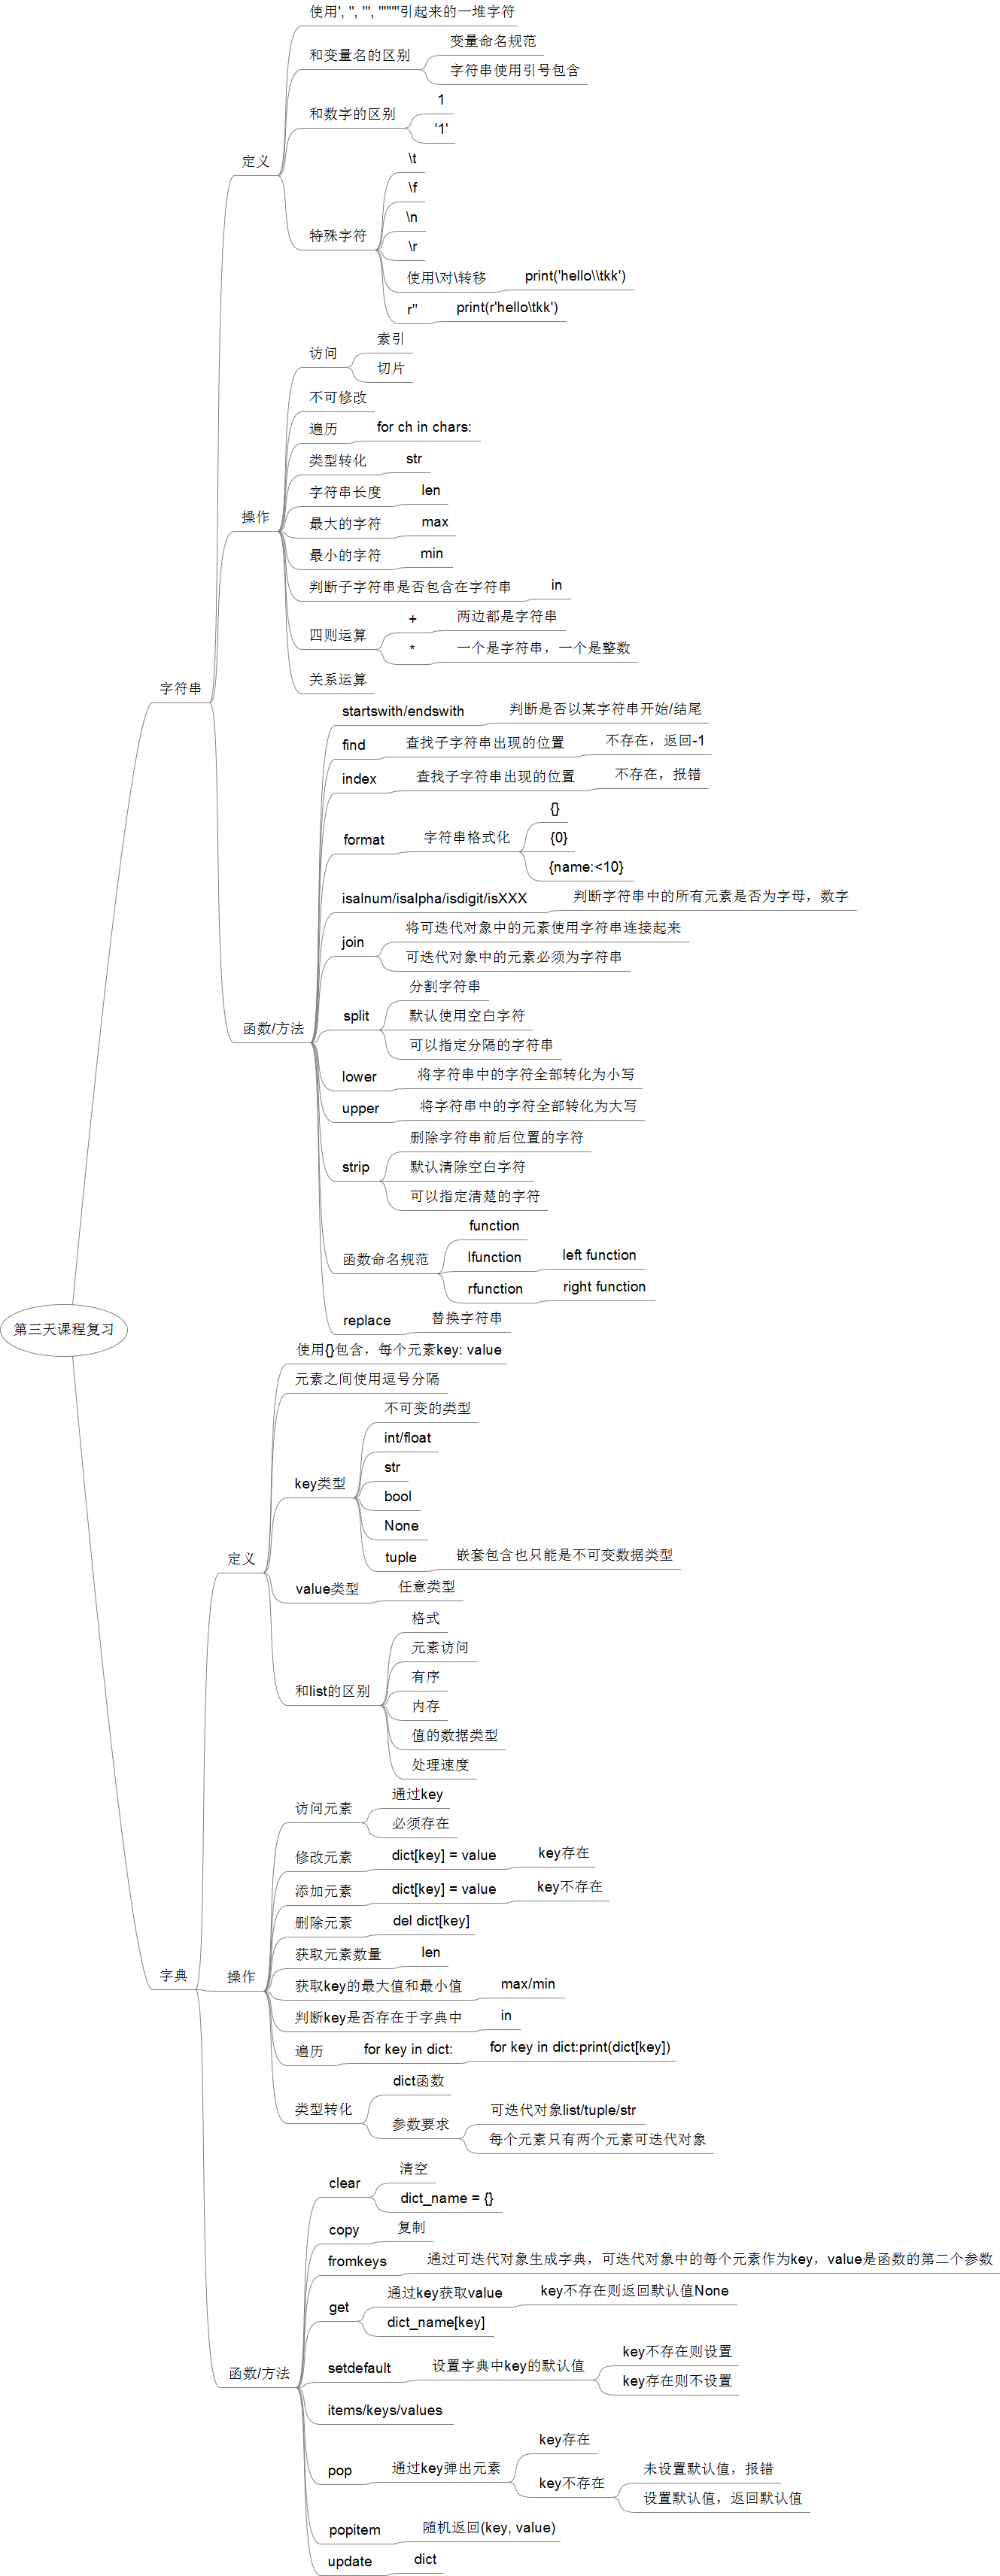 第三天课程复习
字符串
定义
使用', '', ''', """"""引起来的一堆字符
和变量名的区别
变量命名规范
字符串使用引号包含
和数字的区别
1
'1'
特殊字符
\t
\f
\n
\r
使用\对\转移
print('hello\\tkk')
r''
print(r'hello\tkk')
操作
访问
索引
切片
不可修改
遍历
for ch in chars:
类型转化
str
字符串长度
len
最大的字符
max
最小的字符
min
判断子字符串是否包含在字符串
in
四则运算
+
两边都是字符串
*
一个是字符串，一个是整数
关系运算
函数/方法
startswith/endswith
判断是否以某字符串开始/结尾
find
查找子字符串出现的位置
不存在，返回-1
index
查找子字符串出现的位置
不存在，报错
format
字符串格式化
{}
{0}
{name:<10}
isalnum/isalpha/isdigit/isXXX
判断字符串中的所有元素是否为字母，数字
join
将可迭代对象中的元素使用字符串连接起来
可迭代对象中的元素必须为字符串
split
分割字符串
默认使用空白字符
可以指定分隔的字符串
lower
将字符串中的字符全部转化为小写
upper
将字符串中的字符全部转化为大写
strip
删除字符串前后位置的字符
默认清除空白字符
可以指定清楚的字符
函数命名规范
function
lfunction
left function
rfunction
right function
replace
替换字符串
字典
定义
使用{}包含，每个元素key: value
元素之间使用逗号分隔
key类型
不可变的类型
int/float
str
bool
None
tuple
嵌套包含也只能是不可变数据类型
value类型
任意类型
和list的区别
格式
元素访问
有序
内存
值的数据类型
处理速度
操作
访问元素
通过key
必须存在
修改元素
dict[key] = value
key存在
添加元素
dict[key] = value
key不存在
删除元素
del dict[key]
获取元素数量
len
获取key的最大值和最小值
max/min
判断key是否存在于字典中
in
遍历
for key in dict:
for key in dict:print(dict[key])
类型转化
dict函数
参数要求
可迭代对象list/tuple/str
每个元素只有两个元素可迭代对象
函数/方法
clear
清空
dict_name = {}
copy
复制
fromkeys
通过可迭代对象生成字典，可迭代对象中的每个元素作为key，value是函数的第二个参数
get
通过key获取value
key不存在则返回默认值None
dict_name[key]
setdefault
设置字典中key的默认值
key不存在则设置
key存在则不设置
items/keys/values
pop
通过key弹出元素
key存在
key不存在
未设置默认值，报错
设置默认值，返回默认值
popitem
随机返回(key, value)
update
dict